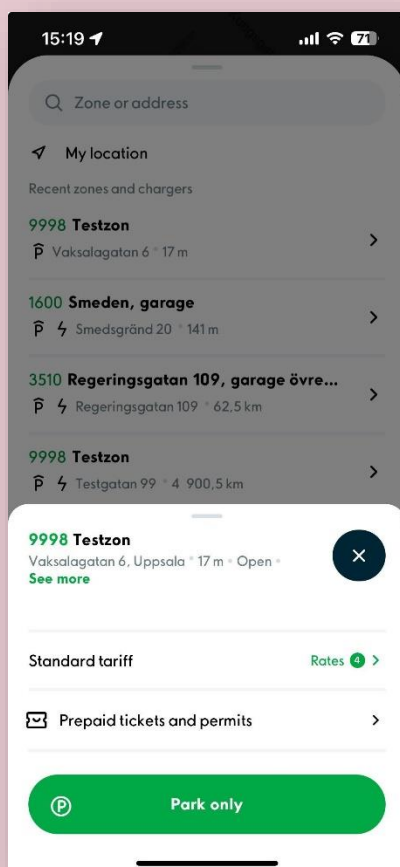 15:19
71
Zone or address
My location
Recent zones and chargers
9998 Testzon
Vaksalagatan 6 • 17 m
1600 Smeden, garage
Smedsgränd 20 • 141 m
3510 Regeringsgatan 109, garage övre...
Regeringsgatan 109 • 62,5 km
9998 Testzon
Testgatan 99 • 4 900,5 km
9998 Testzon
Vaksalagatan 6, Uppsala • 17 m • Open •
See more
Standard tariff
Rates 4
Prepaid tickets and permits
P Park only